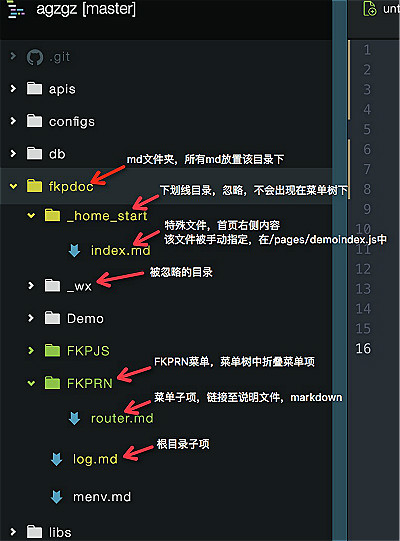 agzgz [master]
unt
.git
1
apis
2
3
configs
4
db
md文件夹，所有md放置该目录下
6
7
fkpdoc
下划线目录，忽略，不会出现在菜单树下
8
_home_start
9
特殊文件，首页右侧内容
10
该文件被手动指定，在/pages/demoindex.js中
index.md
11
被忽略的目录
12
_wx
13
Demo
14
15
FKPJS
FKPRN菜单，菜单树中折叠菜单项
16
FKPRN
菜单子项，链接至说明文件，markdown
router.md
根目录子项
log.md
menv.md
libs